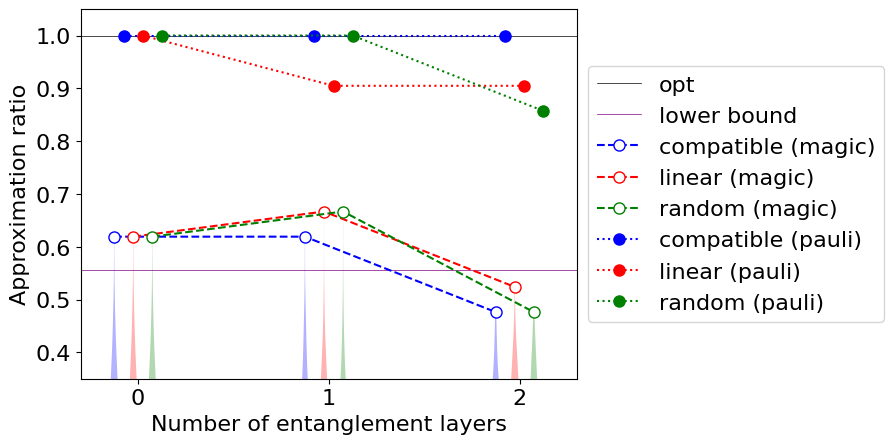 1.0
0.9
0.8
0.7
0.6
0.5
0.4
Approximation ratio
0 1 2
Number of entanglement layers
opt
lower bound
compatible (magic)
linear (magic)
random (magic)
compatible (pauli)
linear (pauli)
random (pauli)